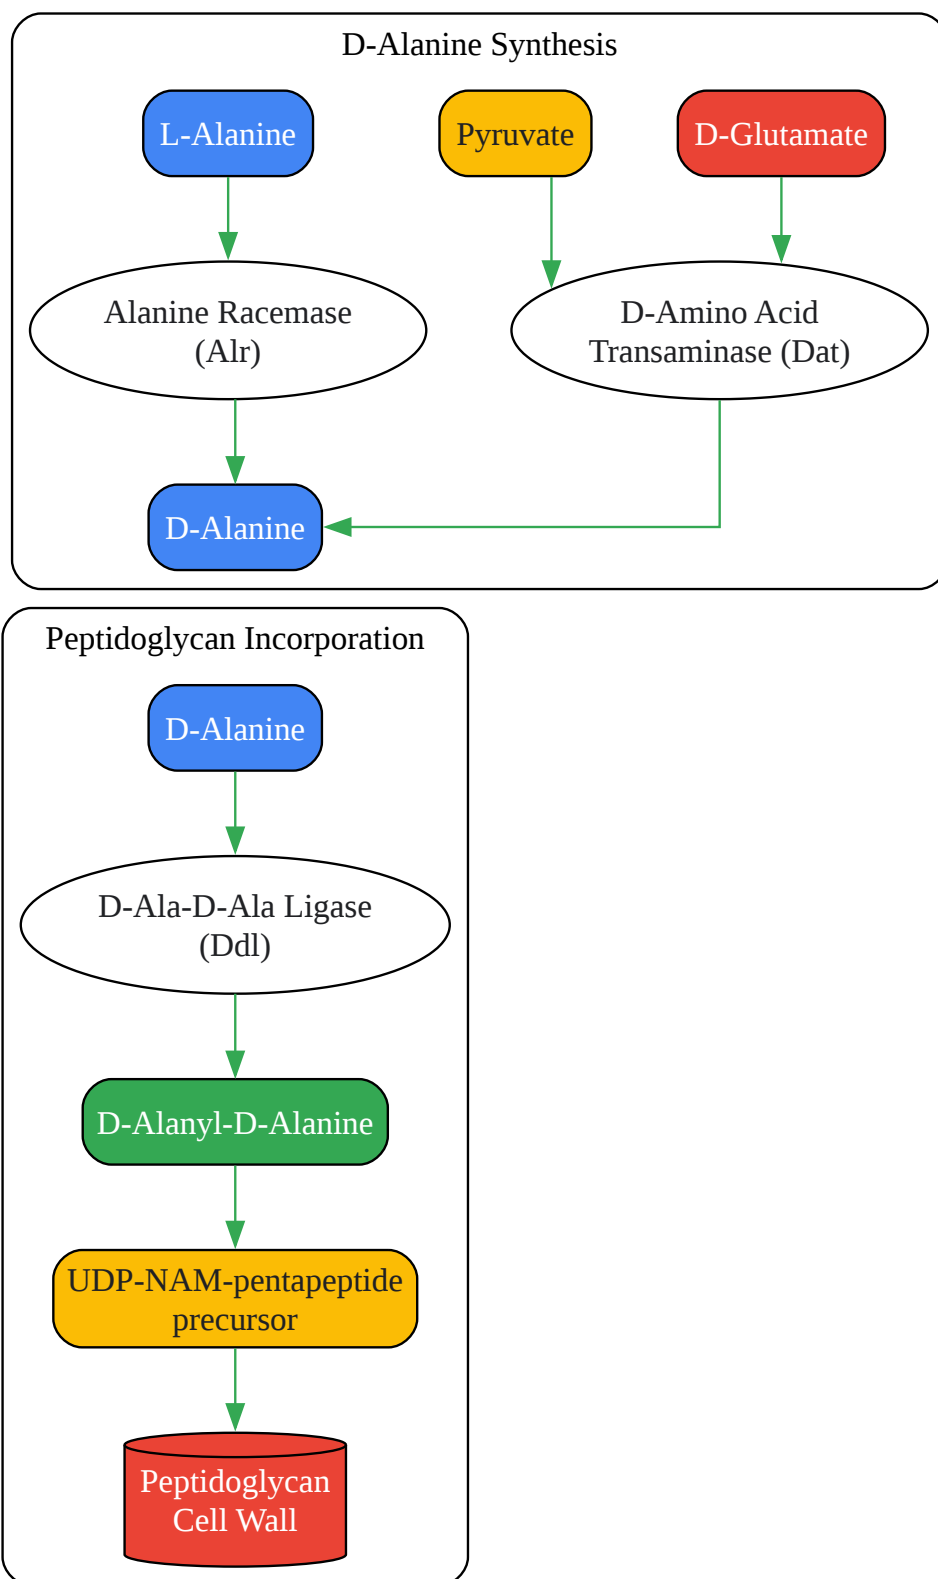 D-Alanine Synthesis
L-Alanine
Pyruvate
D-Glutamate
Alanine Racemase
(Alr)
D-Amino Acid
Transaminase (Dat)
D-Alanine
Peptidoglycan Incorporation
D-Alanine
D-Ala-D-Ala Ligase
(Ddl)
D-Alanyl-D-Alanine
UDP-NAM-pentapeptide
precursor
Peptidoglycan
Cell Wall